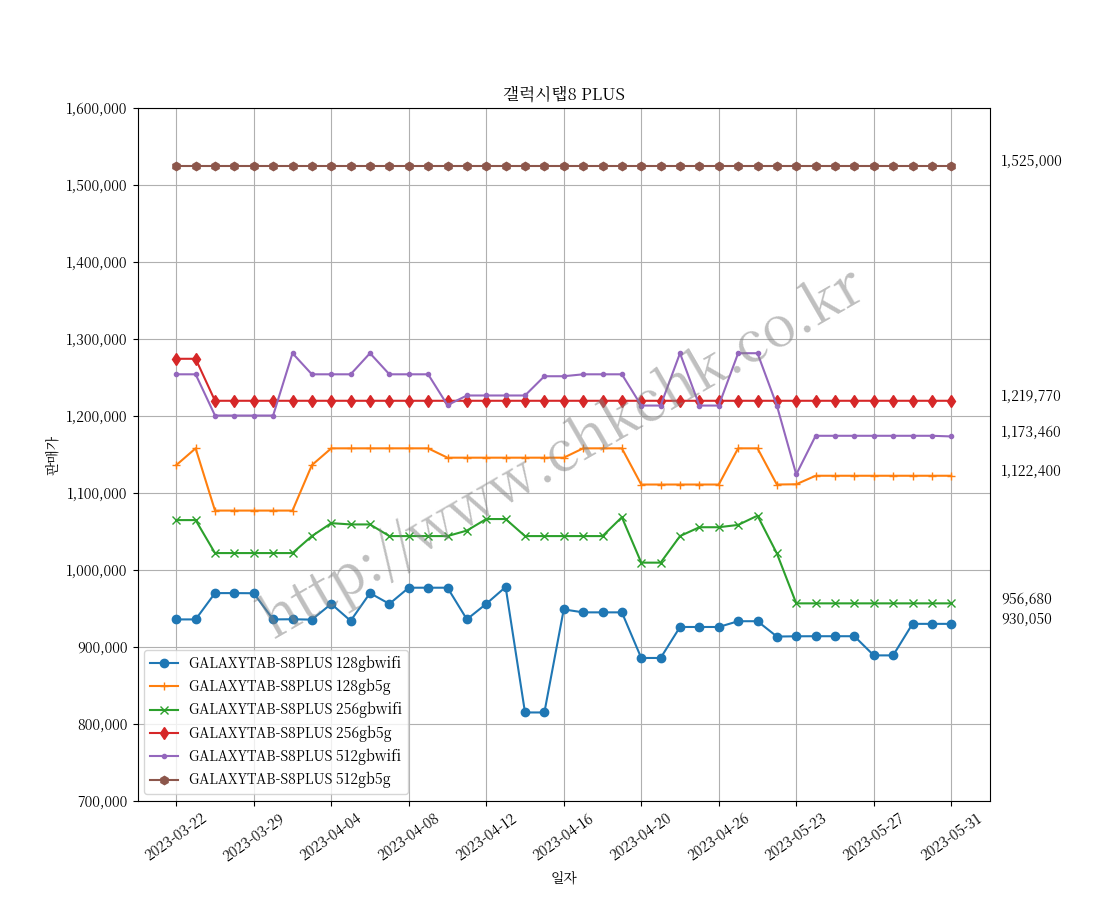 갤럭시탭8 PLUS
1,600,000
1,500,000
1,400,000
1,300,000
1,200,000
1,100,000
1,000,000
900,000
800,000
700,000
판매가
1,525,000
1,219,770
1,173,460
1,122,400
956,680
930,050
http://www.chkchk.co.kr
GALAXYTAB-S8PLUS 128gbwifi
GALAXYTAB-S8PLUS 128gb5g
GALAXYTAB-S8PLUS 256gbwifi
GALAXYTAB-S8PLUS 256gb5g
GALAXYTAB-S8PLUS 512gbwifi
GALAXYTAB-S8PLUS 512gb5g
2023-03-22
2023-03-29
2023-04-04
2023-04-08
2023-04-12
2023-04-16
2023-04-20
2023-04-26
2023-05-23
2023-05-27
2023-05-31
일자